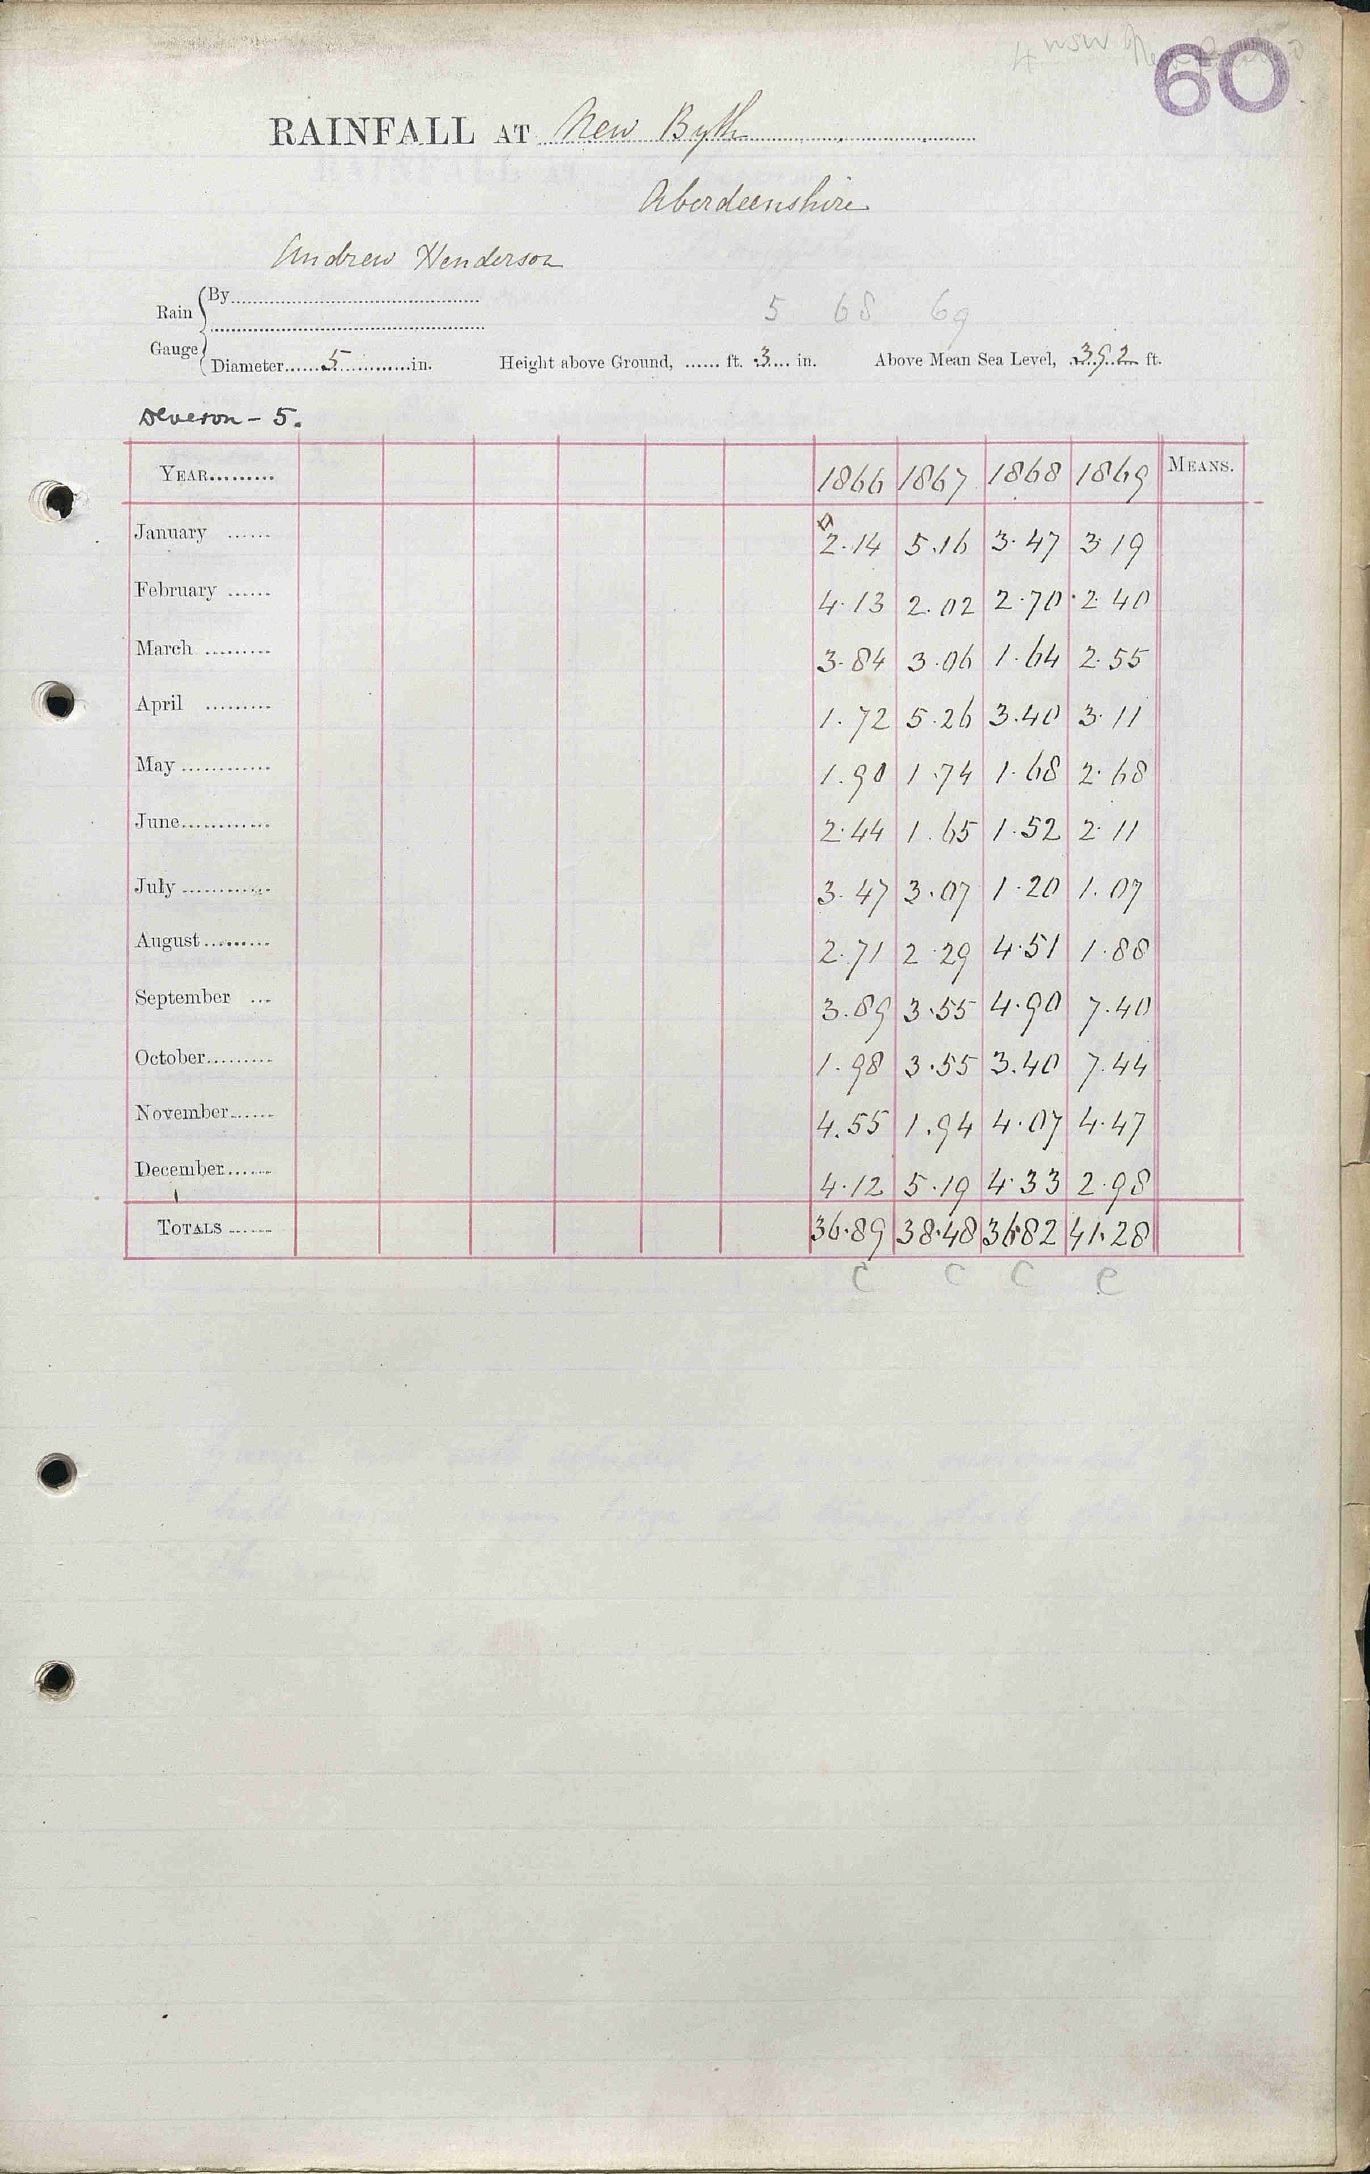 60
RAINFALL AT New Byth
Aberdeenshire
Andrew Henderson
5 68 69
Rain Gauge
By
Diameter 5 in. Height above Ground, ft. 3 in. Above Mean Sea Level, 392 ft.
Deveron - 5.
YEAR 1866 1867 1868 1869 MEANS.
January 2.14 5.16 3.47 3 19
February 4.13 2.02 2.70 2.40
March 3.84 3.06 1.64 2.55
April 1.72 5.26 3.40 3.11
May 1.90 1.74 1.68 2.68
June 2.44 1.65 1.52 2.11
July 3.47 3.07 1.20 1.07
August 2.71 2.29 4.51 1.88
September 3.89 3.55 4.90 7.40
October 1.98 3.55 3.40 7.44
November 4.55 1.94 4.07 4.47
December 4.12 5.19 4.33 2.98
TOTALS 36.89 38.48 36.82 41.28
C C C C